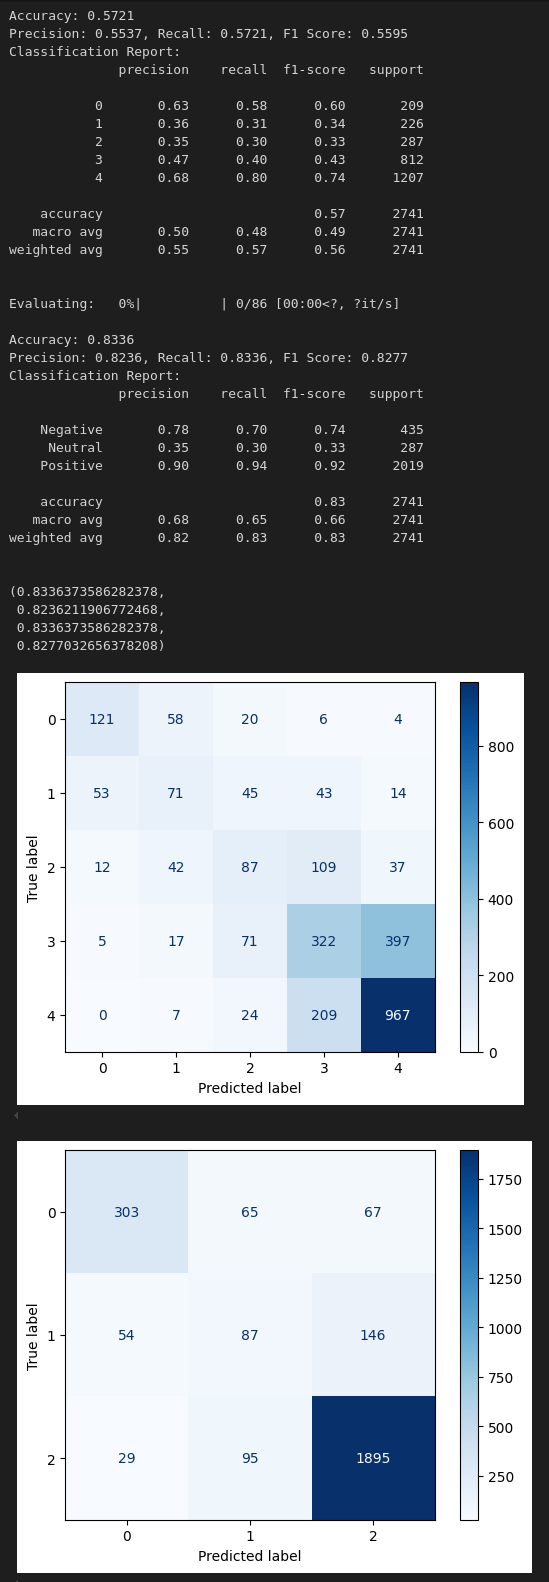 Accuracy: 0.5721
Precision: 0.5537, Recall: 0.5721, F1 Score: 0.5595
Classification Report:
precision recall f1-score support
0 0.63 0.58 0.60 209
1 0.36 0.31 0.34 226
2 0.35 0.30 0.33 287
3 0.47 0.40 0.43 812
4 0.68 0.80 0.74 1207
accuracy 0.57 2741
macro avg 0.50 0.48 0.49 2741
weighted avg 0.55 0.57 0.56 2741
Evaluating: 0%| | 0/86 [00:00<?, ?it/s]
Accuracy: 0.8336
Precision: 0.8236, Recall: 0.8336, F1 Score: 0.8277
Classification Report:
precision recall f1-score support
Negative 0.78 0.70 0.74 435
Neutral 0.35 0.30 0.33 287
Positive 0.90 0.94 0.92 2019
accuracy 0.83 2741
macro avg 0.68 0.65 0.66 2741
weighted avg 0.82 0.83 0.83 2741
(0.8336373586282378,
0.8236211906772468,
0.8336373586282378,
0.8277032656378208)
0 121 58 20 6 4
1 53 71 45 43 14
2 12 42 87 109 37
3 5 17 71 322 397
4 0 7 24 209 967
True label
0 1 2 3 4
Predicted label
800
600
400
200
0
0 303 65 67
1 54 87 146
2 29 95 1895
True label
0 1 2
Predicted label
1750
1500
1250
1000
750
500
250